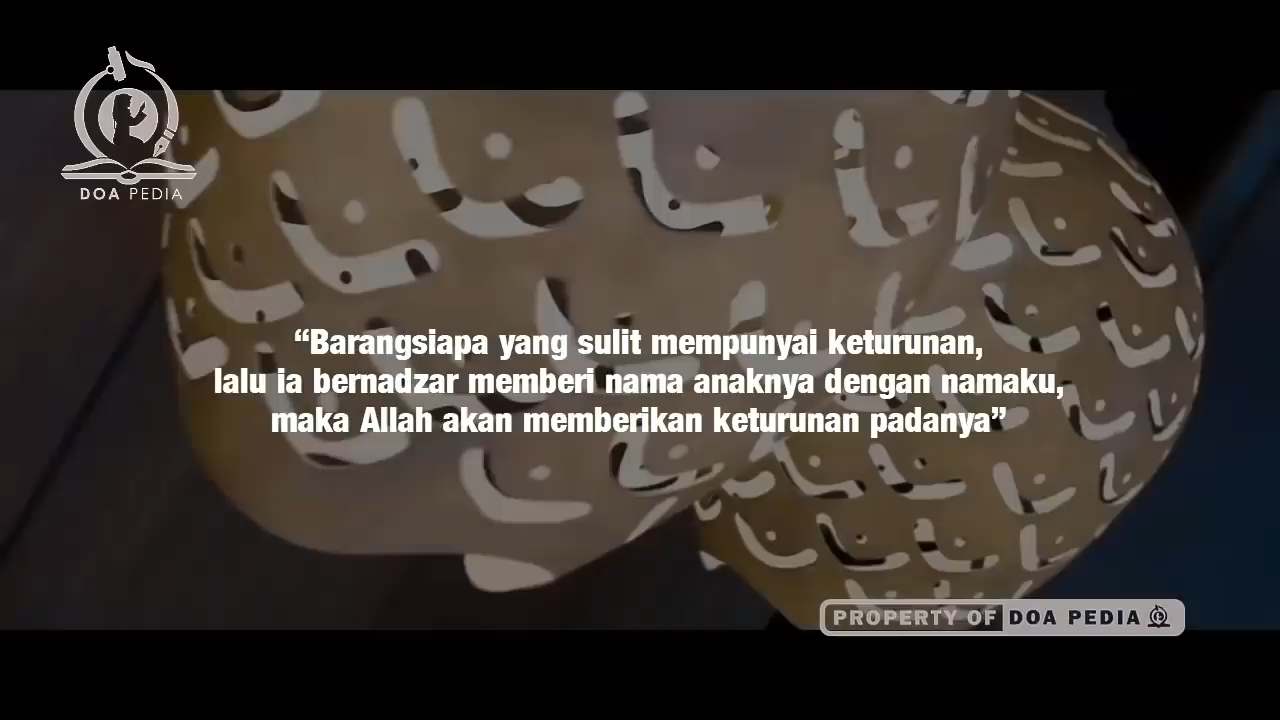 DOA PEDIA
“Barangsiapa yang sulit mempunyai keturunan,
lalu ia bernadzar memberi nama anaknya dengan namaku,
maka Allah akan memberikan keturunan padanya”
PROPERTY OF DOA PEDIA